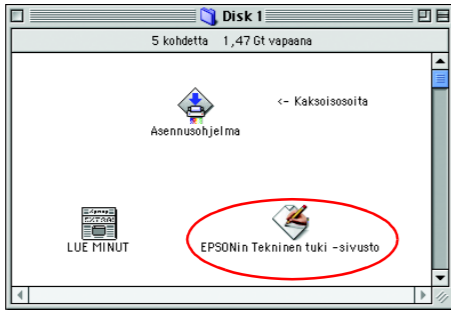 Disk 1
5 kohdetta 1,47 Gt vapaana
<- Kaksoisosoita
Asennusohjelma
LUE MINUT
EPSONin Tekninen tuki -sivusto